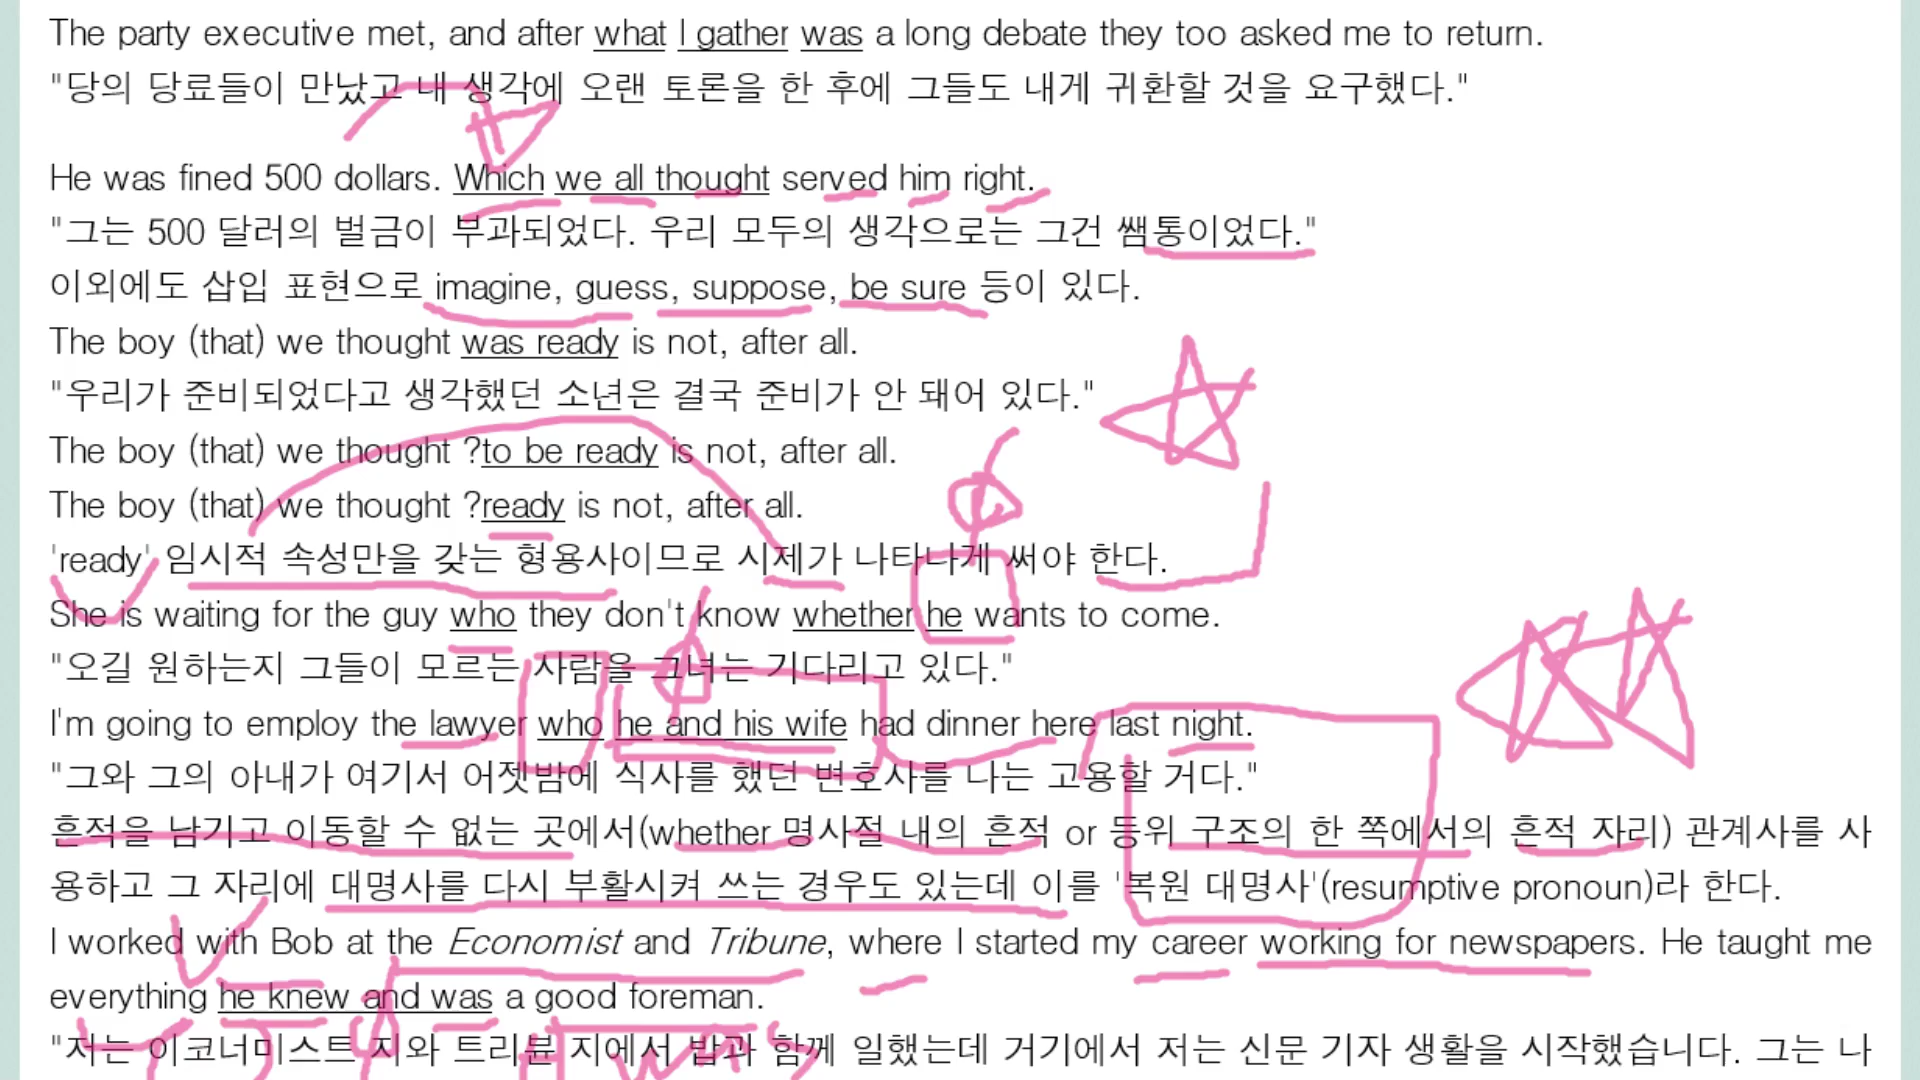 The party executive met, and after what I gather was a long debate they too asked me to return.
"당의 당료들이 만났고 내 생각에 오랜 토론을 한 후에 그들도 내게 귀환할 것을 요구했다."
He was fined 500 dollars. Which we all thought served him right.
"그는 500 달러의 벌금이 부과되었다. 우리 모두의 생각으로는 그건 쌤통이었다."
이외에도 삽입 표현으로 imagine, guess, suppose, be sure 등이 있다.
The boy (that) we thought was ready is not, after all.
"우리가 준비되었다고 생각했던 소년은 결국 준비가 안 돼어 있다."
The boy (that) we thought ?to be ready is not, after all.
The boy (that) we thought ?ready is not, after all.
'ready' 임시적 속성만을 갖는 형용사이므로 시제가 나타나게 써야 한다.
She is waiting for the guy who they don't know whether he wants to come.
"오길 원하는지 그들이 모르는 사람을 그녀는 기다리고 있다."
I'm going to employ the lawyer who he and his wife had dinner here last night.
"그와 그의 아내가 여기서 어젯밤에 식사를 했던 변호사를 나는 고용할 거다."
흔적을 남기고 이동할 수 없는 곳에서(whether 명사절 내의 흔적 or 등위 구조의 한 쪽에서의 흔적 자리) 관계사를 사
용하고 그 자리에 대명사를 다시 부활시켜 쓰는 경우도 있는데 이를 '복원 대명사'(resumptive pronoun)라 한다.
I worked with Bob at the Economist and Tribune, where I started my career working for newspapers. He taught me
everything he knew and was a good foreman.
"저는 이코너미스트 지와 트리뷴 지에서 밥과 함께 일했는데 거기에서 저는 신문 기자 생활을 시작했습니다. 그는 나
was